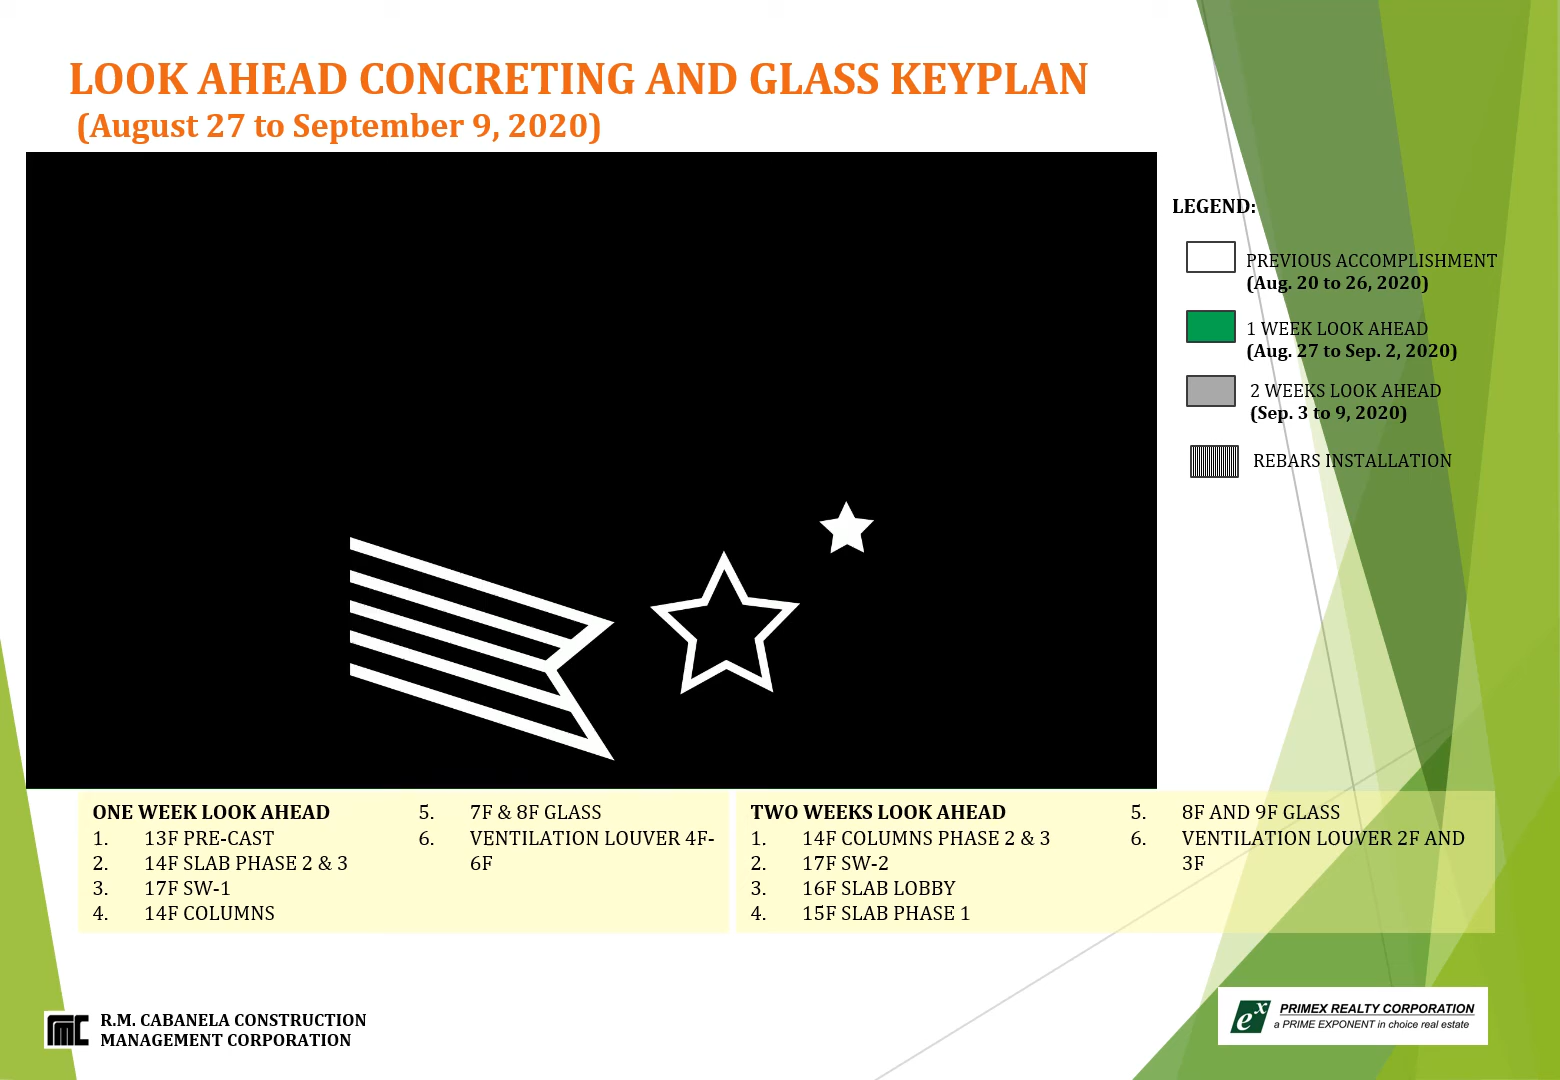 LOOK AHEAD CONCRETING AND GLASS KEYPLAN
(August 27 to September 9, 2020)
LEGEND:
PREVIOUS ACCOMPLISHMENT
(Aug. 20 to 26, 2020)
1 WEEK LOOK AHEAD
(Aug. 27 to Sep. 2, 2020)
2 WEEKS LOOK AHEAD
(Sep. 3 to 9, 2020)
REBARS INSTALLATION
ONE WEEK LOOK AHEAD
1. 13F PRE-CAST
2. 14F SLAB PHASE 2 & 3
3. 17F SW-1
4. 14F COLUMNS
5. 7F & 8F GLASS
6. VENTILATION LOUVER 4F-
6F
TWO WEEKS LOOK AHEAD
1. 14F COLUMNS PHASE 2 & 3
2. 17F SW-2
3. 16F SLAB LOBBY
4. 15F SLAB PHASE 1
5. 8F AND 9F GLASS
6. VENTILATION LOUVER 2F AND
3F
RMC
R.M. CABANELA CONSTRUCTION
MANAGEMENT CORPORATION
ex
PRIMEX REALTY CORPORATION
a PRIME EXPONENT in choice real estate